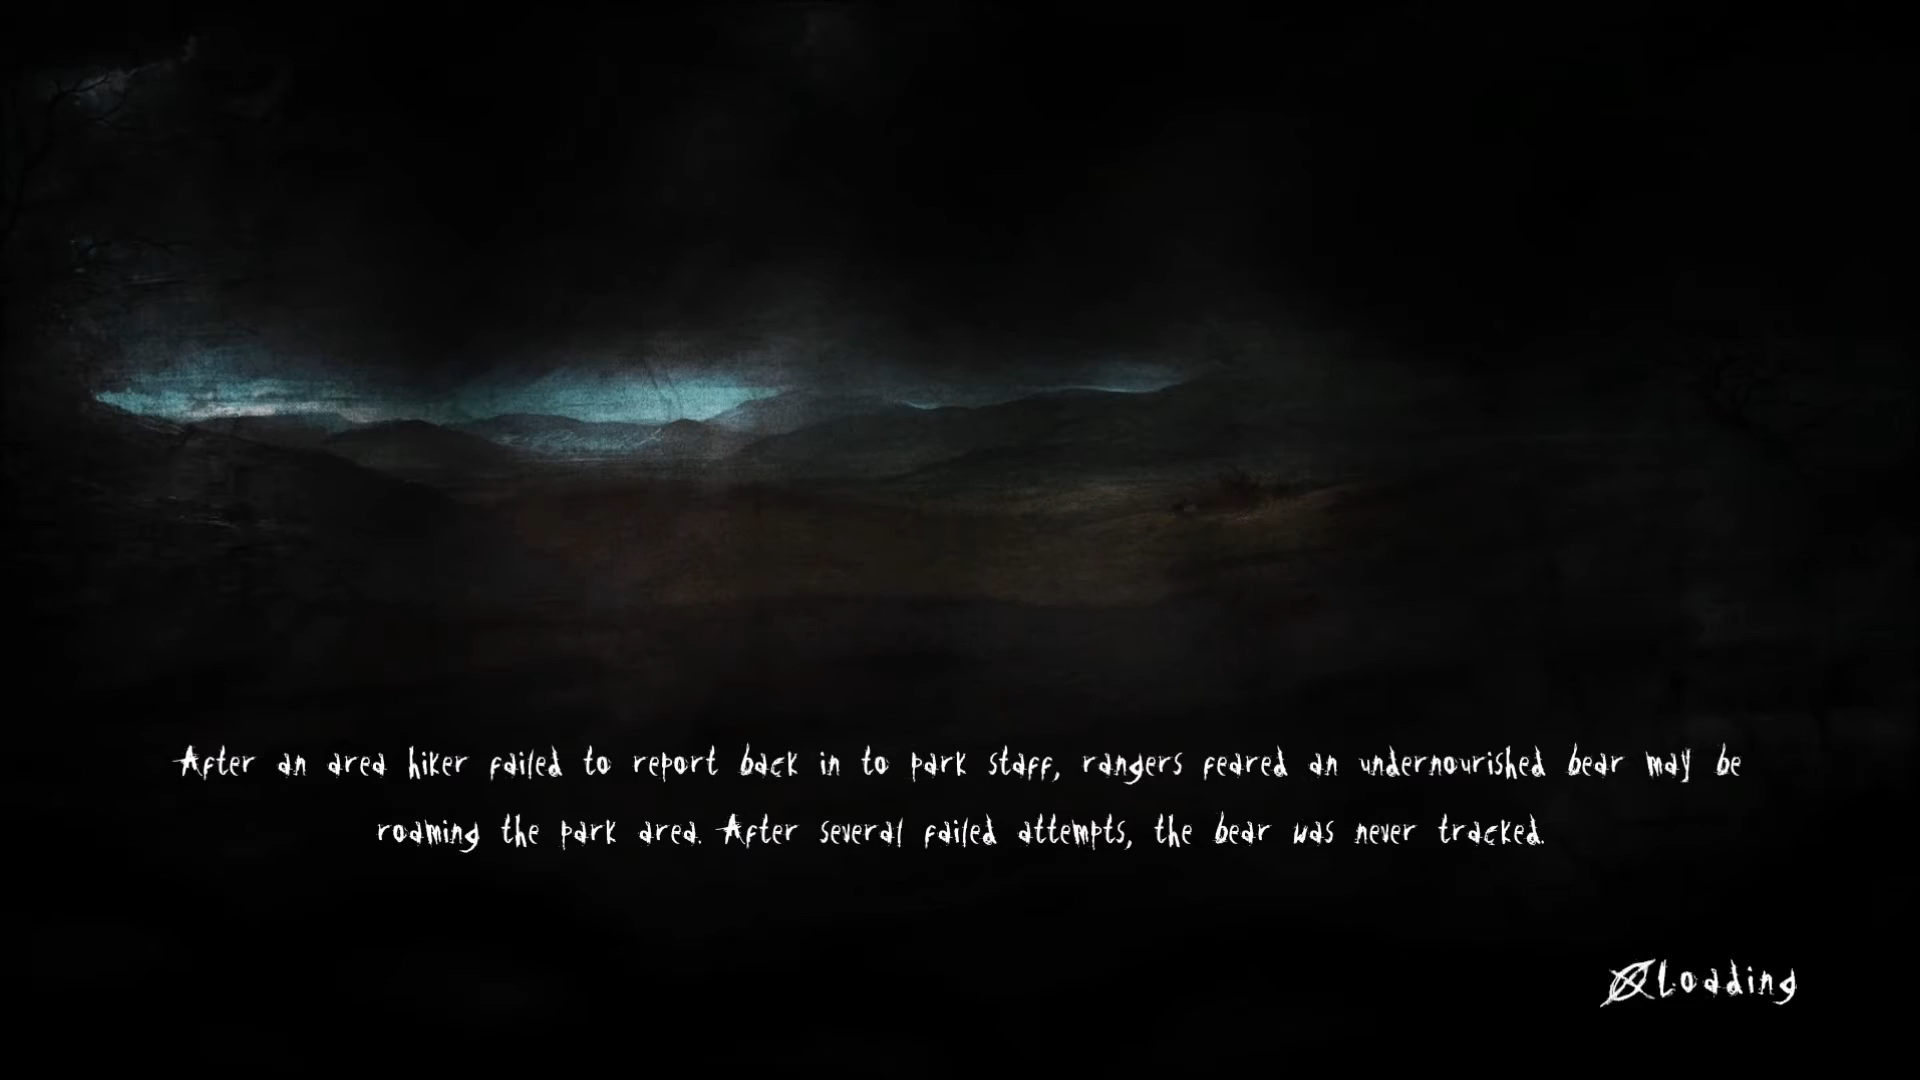 After an area hiker failed to report back in to park staff, rangers feared an undernourished bear may be
roaming the park area. After several failed attempts, the bear was never tracked.
Loading